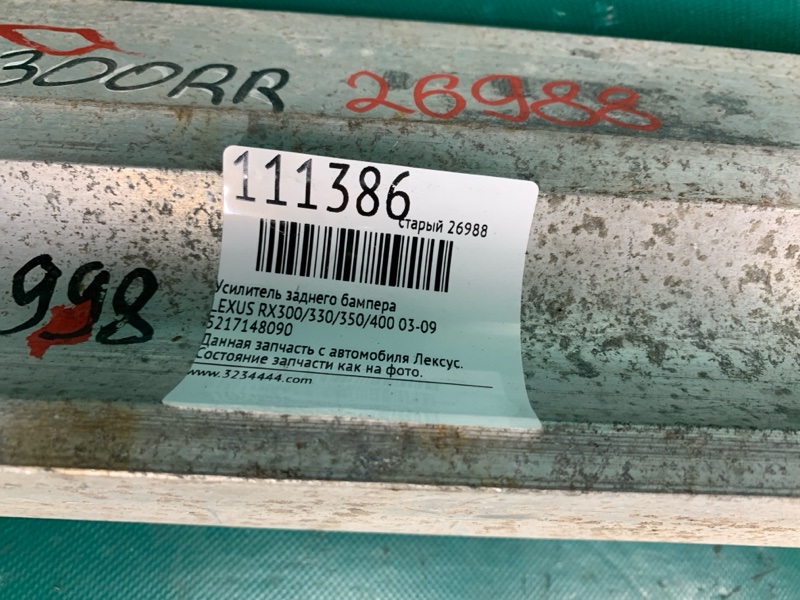 300RR 26988
111386
старый 26988
998
Усилитель заднего бампера
LEXUS RX300/330/350/400 03-09
5217148090
Данная запчасть с автомобиля Лексус.
Состояние запчасти как на фото.
www.3234444.com